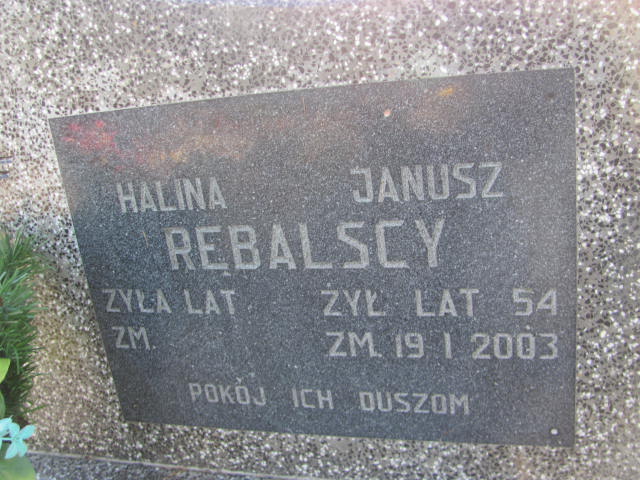 HALINA JANUSZ
RĘBALSCY
ŻYŁA LAT ŻYŁ LAT 54
ZM. ZM. 19 I 2003
POKÓJ ICH DUSZOM